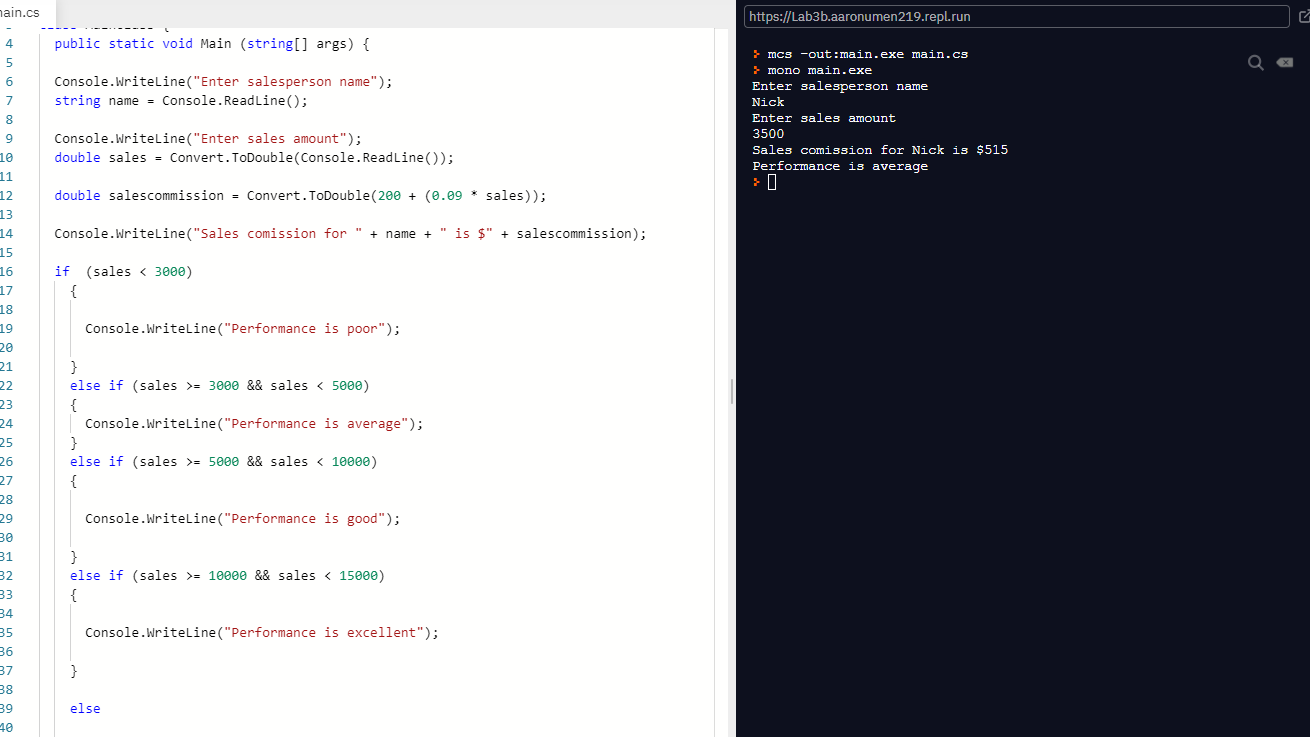 main.cs
4 public static void Main (string[] args) {
5
6 Console.WriteLine("Enter salesperson name");
7 string name = Console.ReadLine();
8
9 Console.WriteLine("Enter sales amount");
10 double sales = Convert.ToDouble(Console.ReadLine());
11
12 double salescommission = Convert.ToDouble(200 + (0.09 * sales));
13
14 Console.WriteLine("Sales comission for " + name + " is $" + salescommission);
15
16 if  (sales < 3000)
17 {
18
19 Console.WriteLine("Performance is poor");
20
21 }
22 else if (sales >= 3000 && sales < 5000)
23 {
24 Console.WriteLine("Performance is average");
25 }
26 else if (sales >= 5000 && sales < 10000)
27 {
28
29 Console.WriteLine("Performance is good");
30
31 }
32 else if (sales >= 10000 && sales < 15000)
33 {
34
35 Console.WriteLine("Performance is excellent");
36
37 }
38
39 else
40
https://Lab3b.aaronumen219.repl.run
mcs -out:main.exe main.cs
mono main.exe
Enter salesperson name
Nick
Enter sales amount
3500
Sales comission for Nick is $515
Performance is average